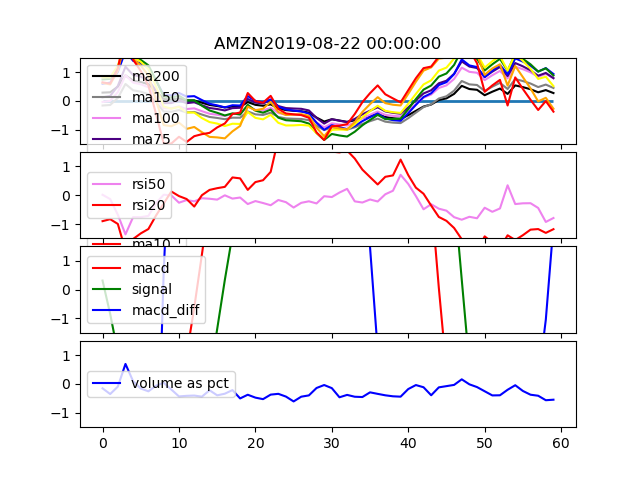 AMZN2019-08-22 00:00:00
1
0
−1
ma200
ma150
ma100
ma75
1
0
−1
rsi50
rsi20
ma10
1
0
−1
macd
signal
macd_diff
1
0
−1
volume as pct
0 10 20 30 40 50 60